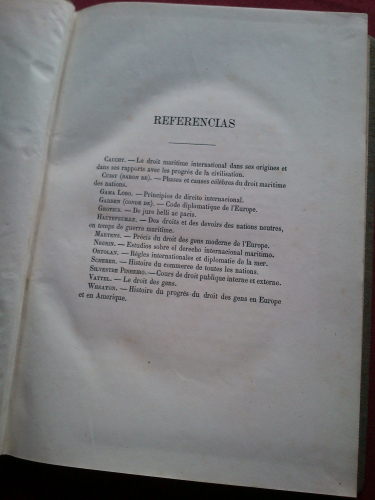 REFERENCIAS
CAUCHY. — Le droit maritime international dans ses origines et
dans ses rapports avec les progrès de la civilisation.
CUSSY (BARON DE). — Phases et causes célèbres du droit maritime
des nations.
GAMA LOBO. — Principios de direito internacional.
GARDEN (CONDE DE). — Code diplomatique de l'Europe.
GROTIUS. — De jure belli ac pacis.
HAUTEFEUILLE. — Des droits et des devoirs des nations neutres,
en temps de guerre maritime.
MARTENS. — Précis du droit des gens moderne de l'Europe.
NEGRIN. — Estudios sobre el derecho internacional maritimo.
ORTOLAN. — Règles internationales et diplomatie de la mer.
SCHERER. — Histoire du commerce de toutes les nations.
SILVESTRE PINHEIRO. — Cours de droit publique interne et externe.
VATTEL. — Le droit des gens.
WHEATON. — Histoire du progrès du droit des gens en Europe
et en Amerique.